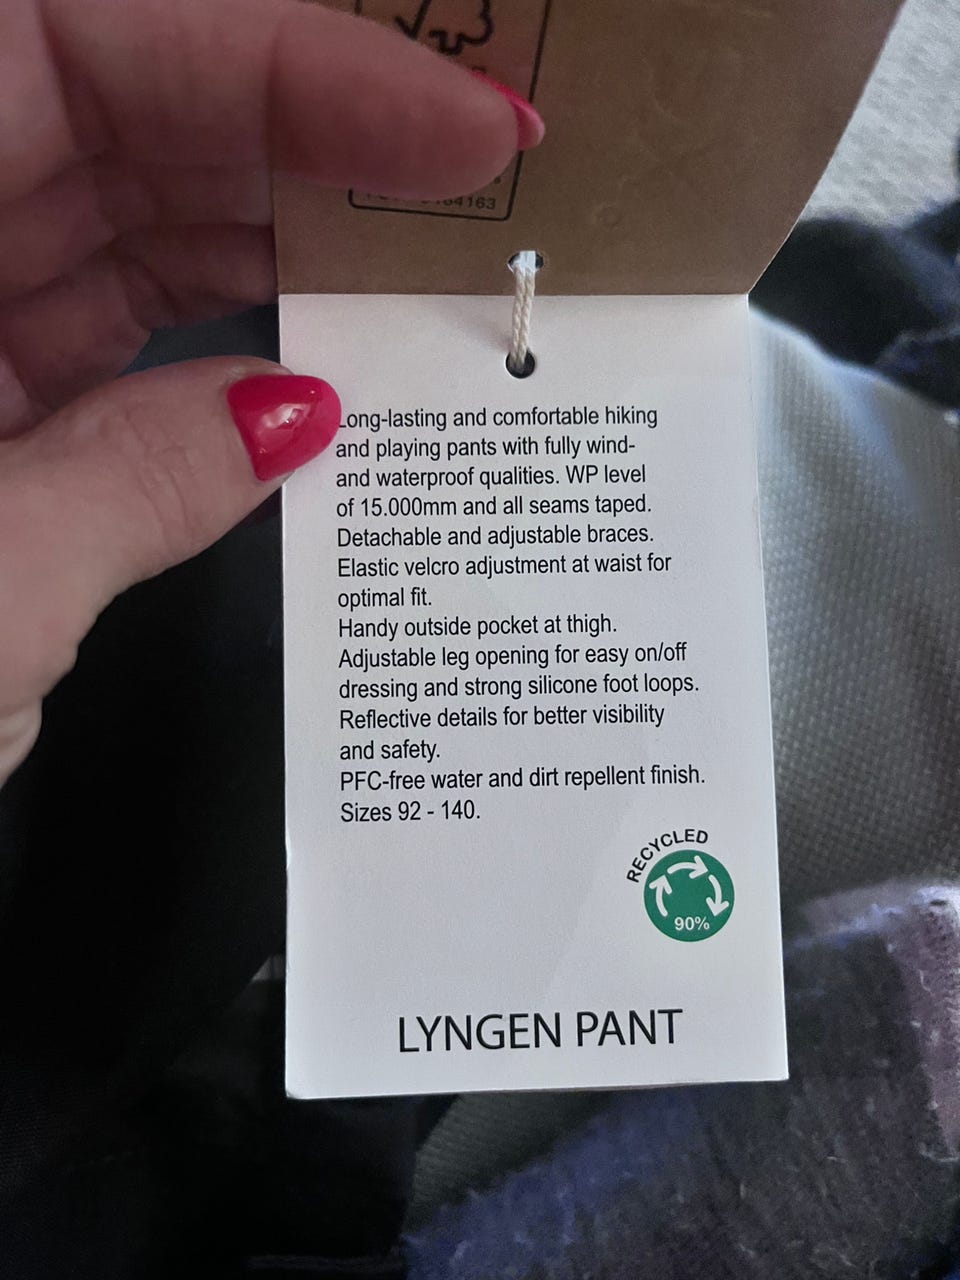 164163
Long-lasting and comfortable hiking
and playing pants with fully wind-
and waterproof qualities. WP level
of 15.000mm and all seams taped.
Detachable and adjustable braces.
Elastic velcro adjustment at waist for
optimal fit.
Handy outside pocket at thigh.
Adjustable leg opening for easy on/off
dressing and strong silicone foot loops.
Reflective details for better visibility
and safety.
PFC-free water and dirt repellent finish.
Sizes 92 - 140.
RECYCLED
90%
LYNGEN PANT